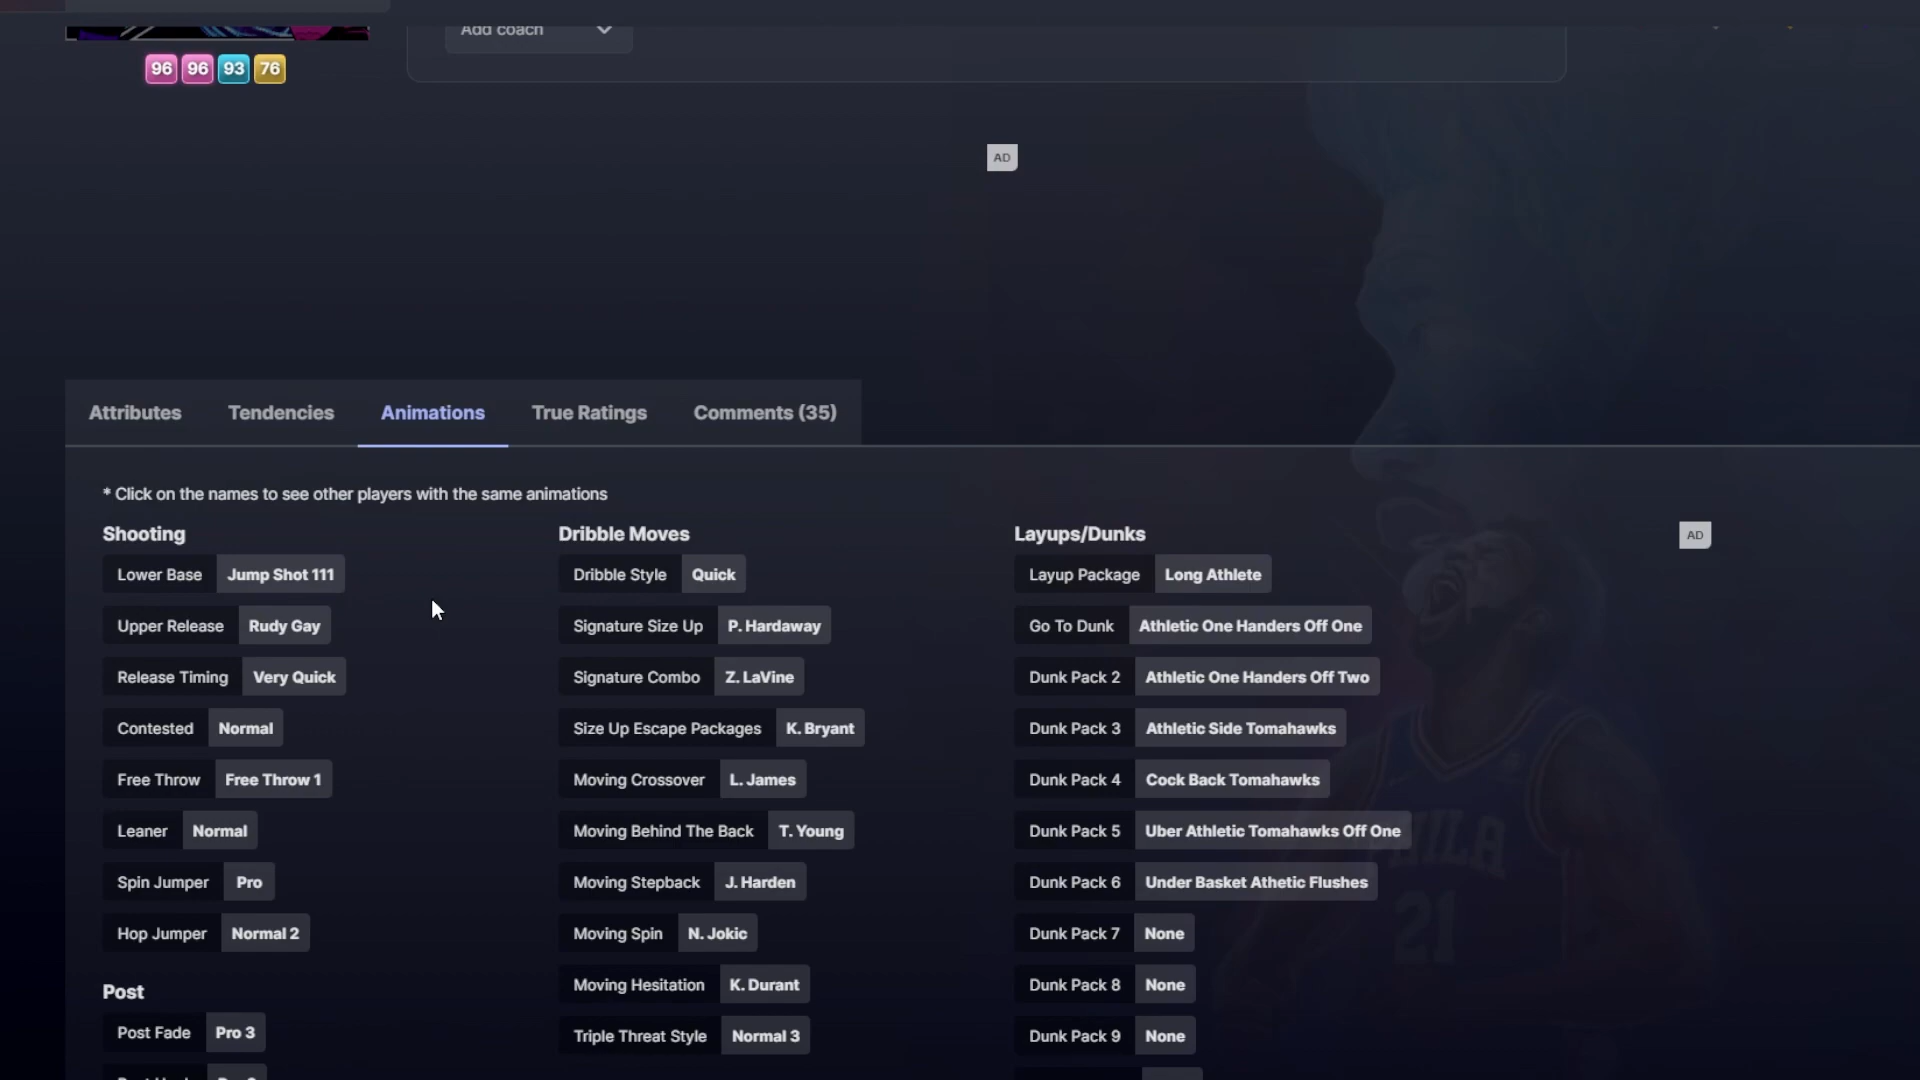 Add coach
96 96 93 76
AD
Attributes Tendencies Animations True Ratings Comments (35)
* Click on the names to see other players with the same animations
Shooting
Lower Base Jump Shot 111
Upper Release Rudy Gay
Release Timing Very Quick
Contested Normal
Free Throw Free Throw 1
Leaner Normal
Spin Jumper Pro
Hop Jumper Normal 2
Post
Post Fade Pro 3
Dribble Moves
Dribble Style Quick
Signature Size Up P. Hardaway
Signature Combo Z. LaVine
Size Up Escape Packages K. Bryant
Moving Crossover L. James
Moving Behind The Back T. Young
Moving Stepback J. Harden
Moving Spin N. Jokic
Moving Hesitation K. Durant
Triple Threat Style Normal 3
Layups/Dunks
Layup Package Long Athlete
Go To Dunk Athletic One Handers Off One
Dunk Pack 2 Athletic One Handers Off Two
Dunk Pack 3 Athletic Side Tomahawks
Dunk Pack 4 Cock Back Tomahawks
Dunk Pack 5 Uber Athletic Tomahawks Off One
Dunk Pack 6 Under Basket Athetic Flushes
Dunk Pack 7 None
Dunk Pack 8 None
Dunk Pack 9 None
AD
PHILA
21